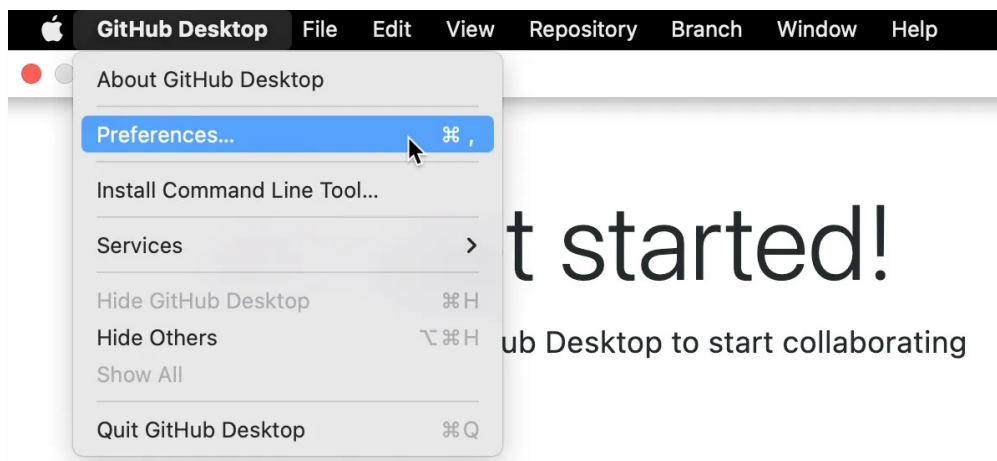 GitHub Desktop File Edit View Repository Branch Window Help
About GitHub Desktop
Preferences... ⌘ ,
Install Command Line Tool...
Services
t started!
Hide GitHub Desktop ⌘H
Hide Others ⌥⌘H
ub Desktop to start collaborating
Show All
Quit GitHub Desktop ⌘Q